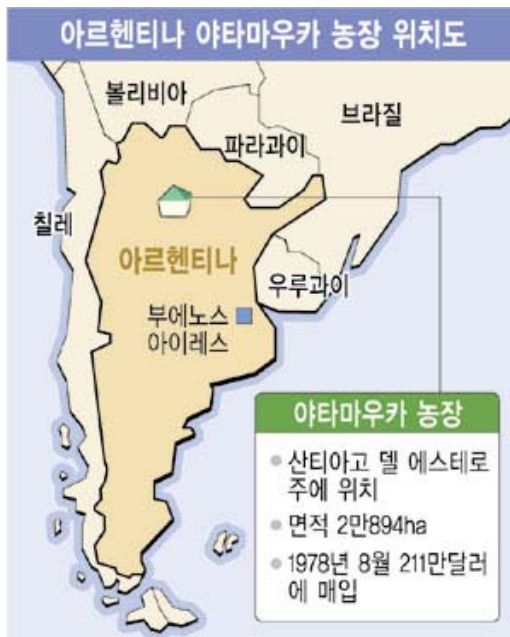 아르헨티나 야타마우카 농장 위치도
볼리비아
브라질
파라과이
칠레
아르헨티나
우루과이
부에노스
아이레스
야타마우카 농장
산티아고 델 에스테로
주에 위치
면적 2만894ha
1978년 8월 211만달러
에 매입